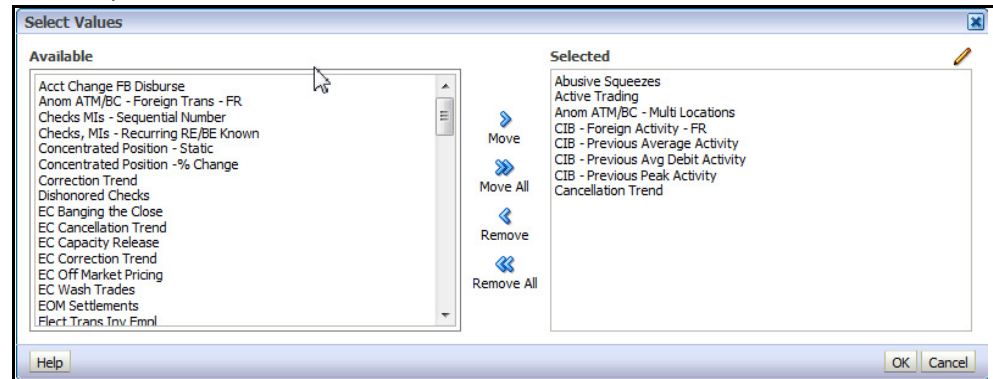 Select Values
Available
Acct Change FB Disburse
Anom ATM/BC - Foreign Trans - FR
Checks MIs - Sequential Number
Checks, MIs - Recurring RE/BE Known
Concentrated Position - Static
Concentrated Position -% Change
Correction Trend
Dishonored Checks
EC Banging the Close
EC Cancellation Trend
EC Capacity Release
EC Correction Trend
EC Off Market Pricing
EC Wash Trades
EOM Settlements
Elect Trans Inv Empl
Move
Move All
Remove
Remove All
Selected
Abusive Squeezes
Active Trading
Anom ATM/BC - Multi Locations
CIB - Foreign Activity - FR
CIB - Previous Average Activity
CIB - Previous Avg Debit Activity
CIB - Previous Peak Activity
Cancellation Trend
Help
OK
Cancel